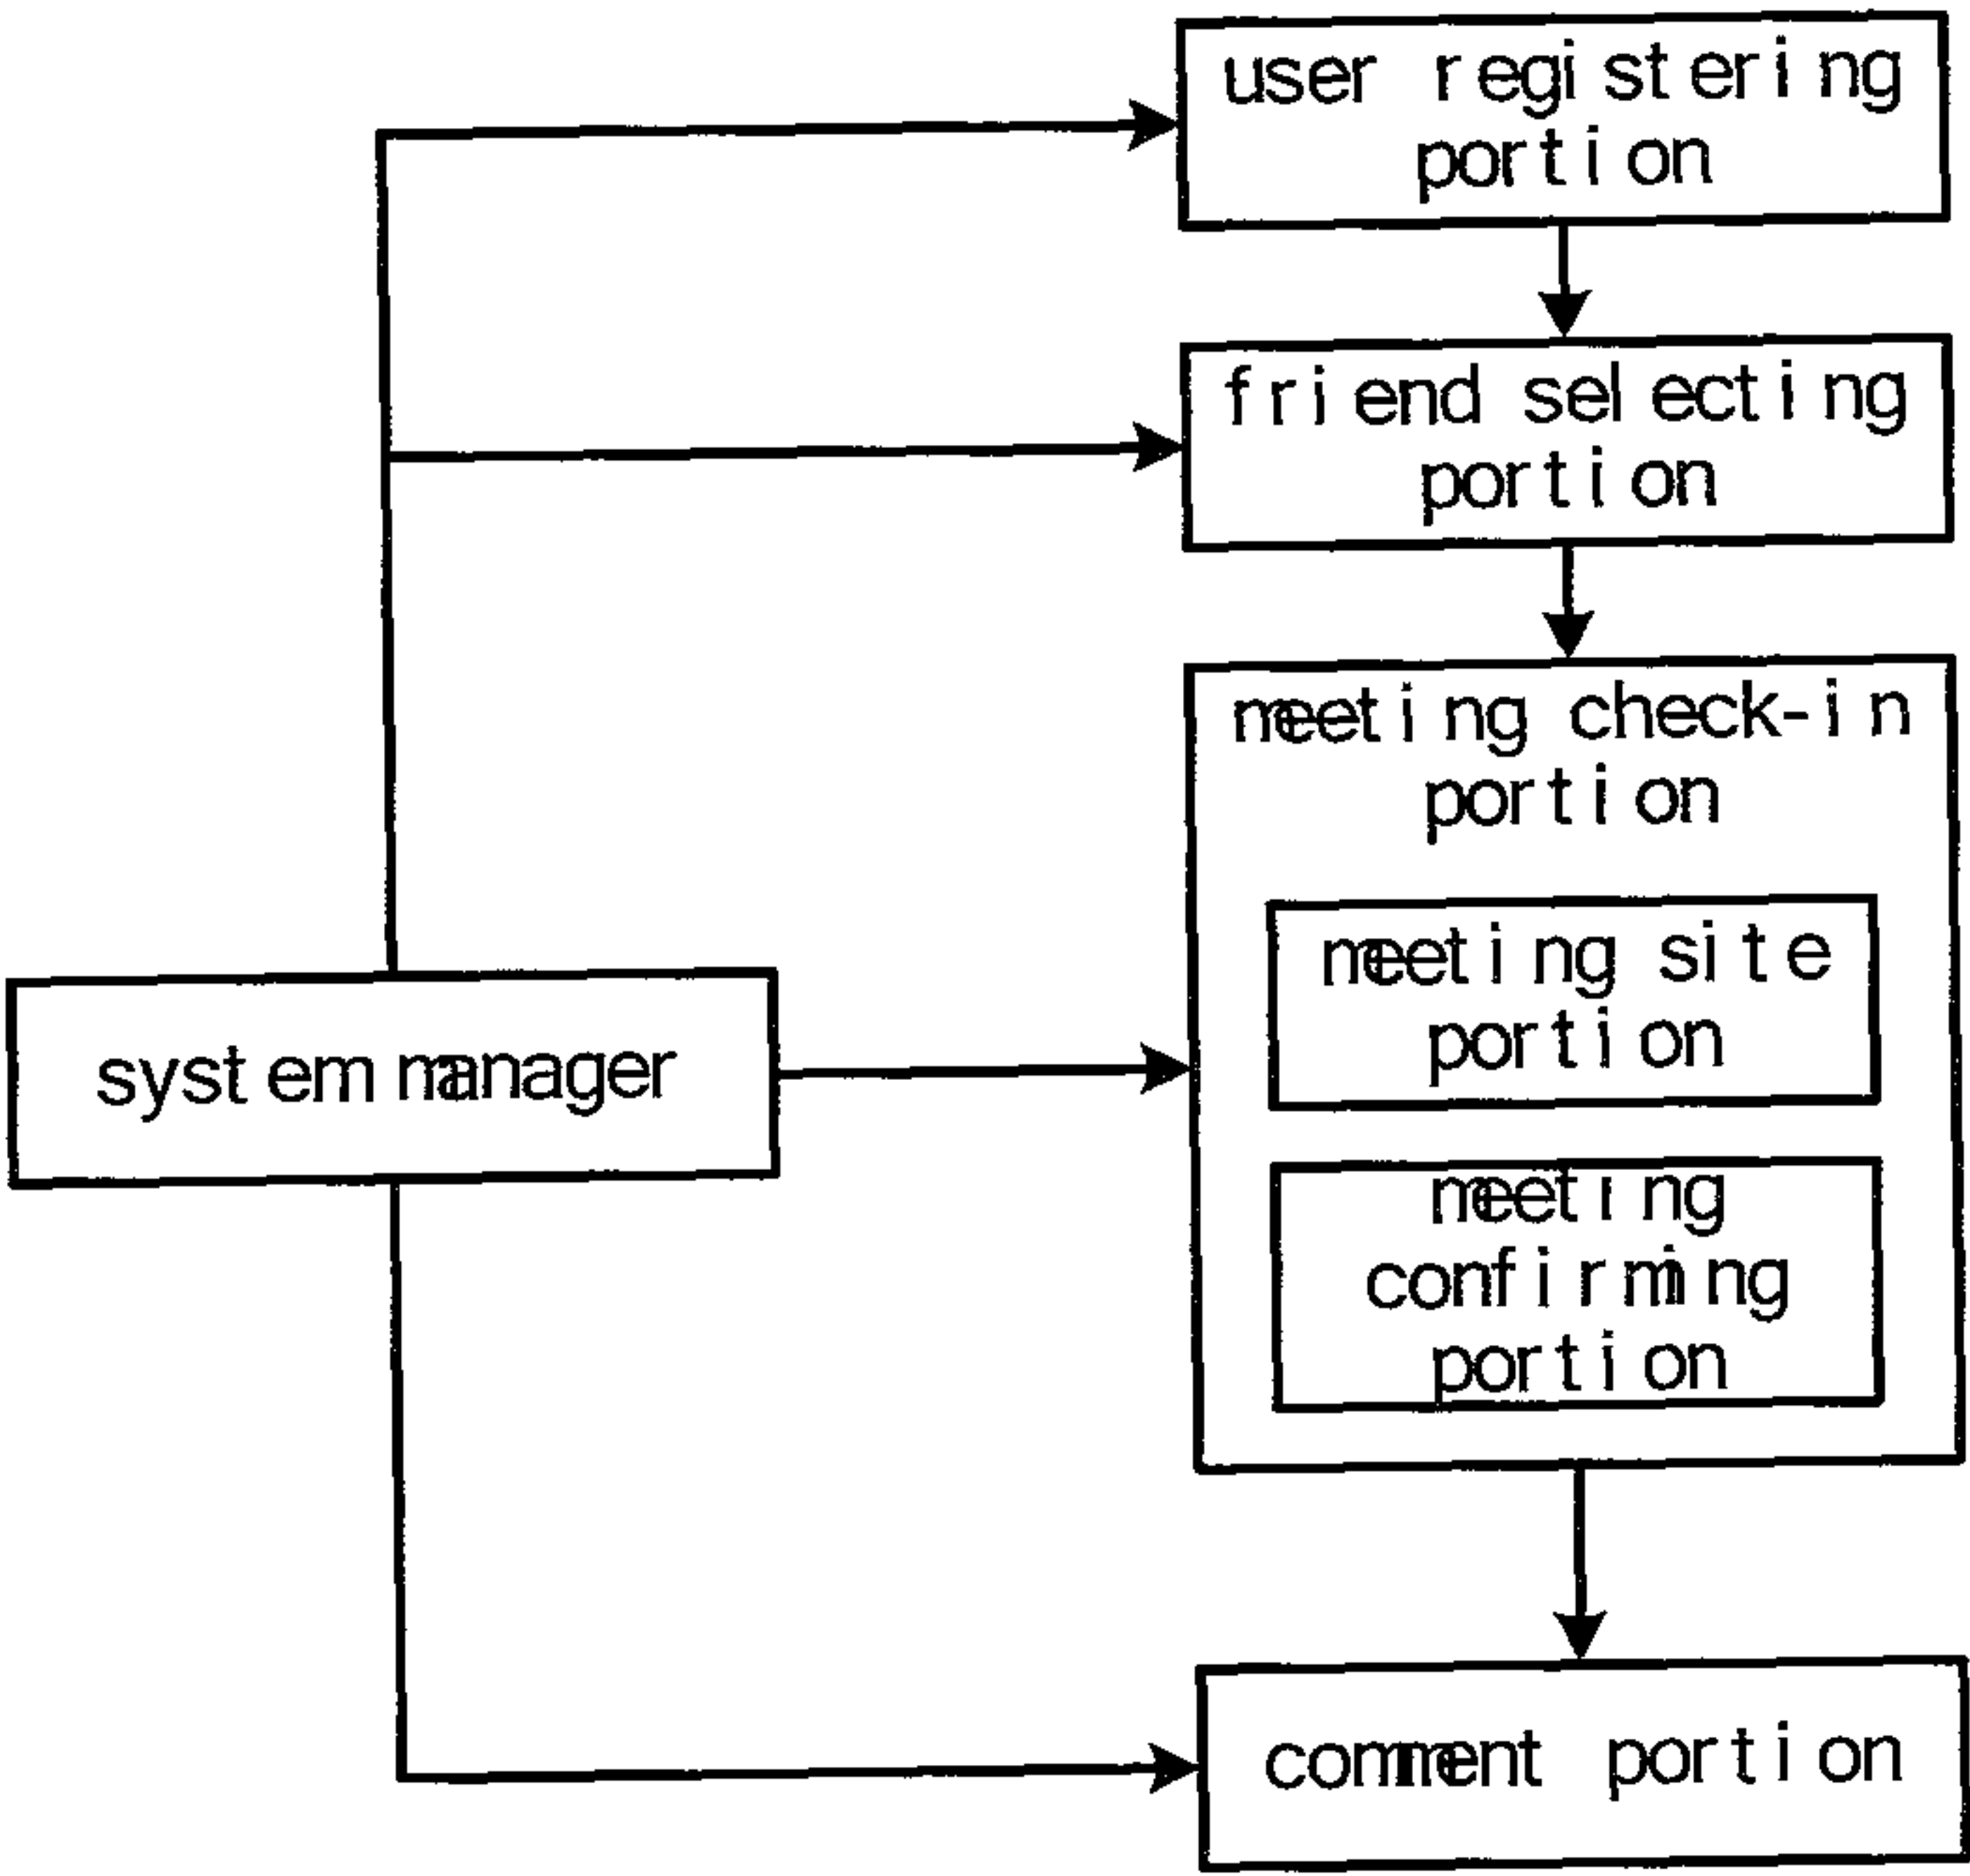 user registering
portion
friend selecting
portion
meeting check-in
portion
meeting site
portion
system manager
meeting
confirming
portion
comment portion